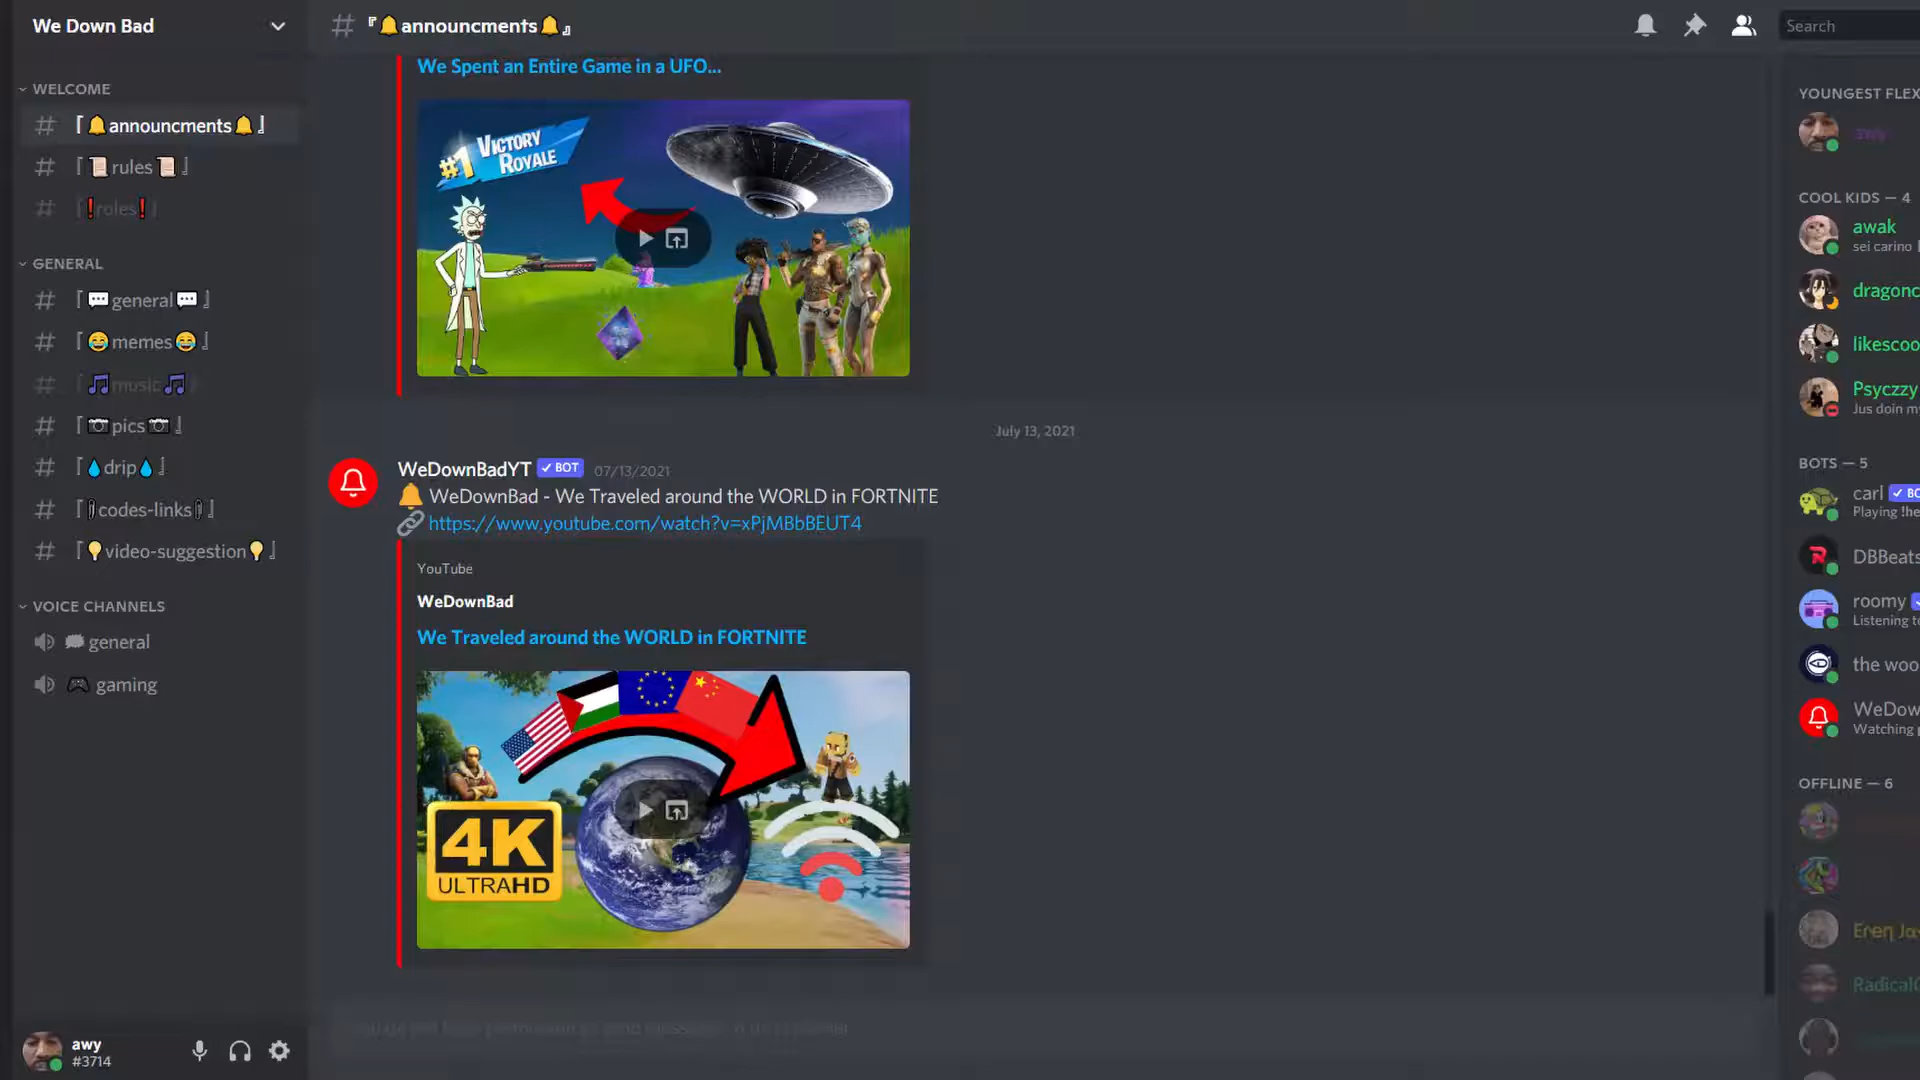 We Down Bad
WELCOME
# 『🔔announcments🔔』
# 『📜rules📜』
# 『❗roles❗』
GENERAL
# 『💬general💬』
# 『😂memes😂』
# 『🎵music🎵』
# 『📷pics📷』
# 『💧drip💧』
# 『🔗codes-links🔗』
# 『💡video-suggestion💡』
VOICE CHANNELS
general
gaming
awy
#3714
# 『🔔announcments🔔』
Search
We Spent an Entire Game in a UFO...
#1 VICTORY
ROYALE
July 13, 2021
WeDownBadYT ✓ BOT 07/13/2021
🔔 WeDownBad - We Traveled around the WORLD in FORTNITE
🔗 https://www.youtube.com/watch?v=xPjMBbBEUT4
YouTube
WeDownBad
We Traveled around the WORLD in FORTNITE
4K
ULTRAHD
YOUNGEST FLEX
awy
COOL KIDS — 4
awak
sei carino
dragonc
likescoo
Psyczzy
Jus doin m
BOTS — 5
carl ✓ BO
Playing !he
DBBeats
roomy
Listening to
the woo
WeDow
Watching
OFFLINE — 6
Eren Ja
Radical